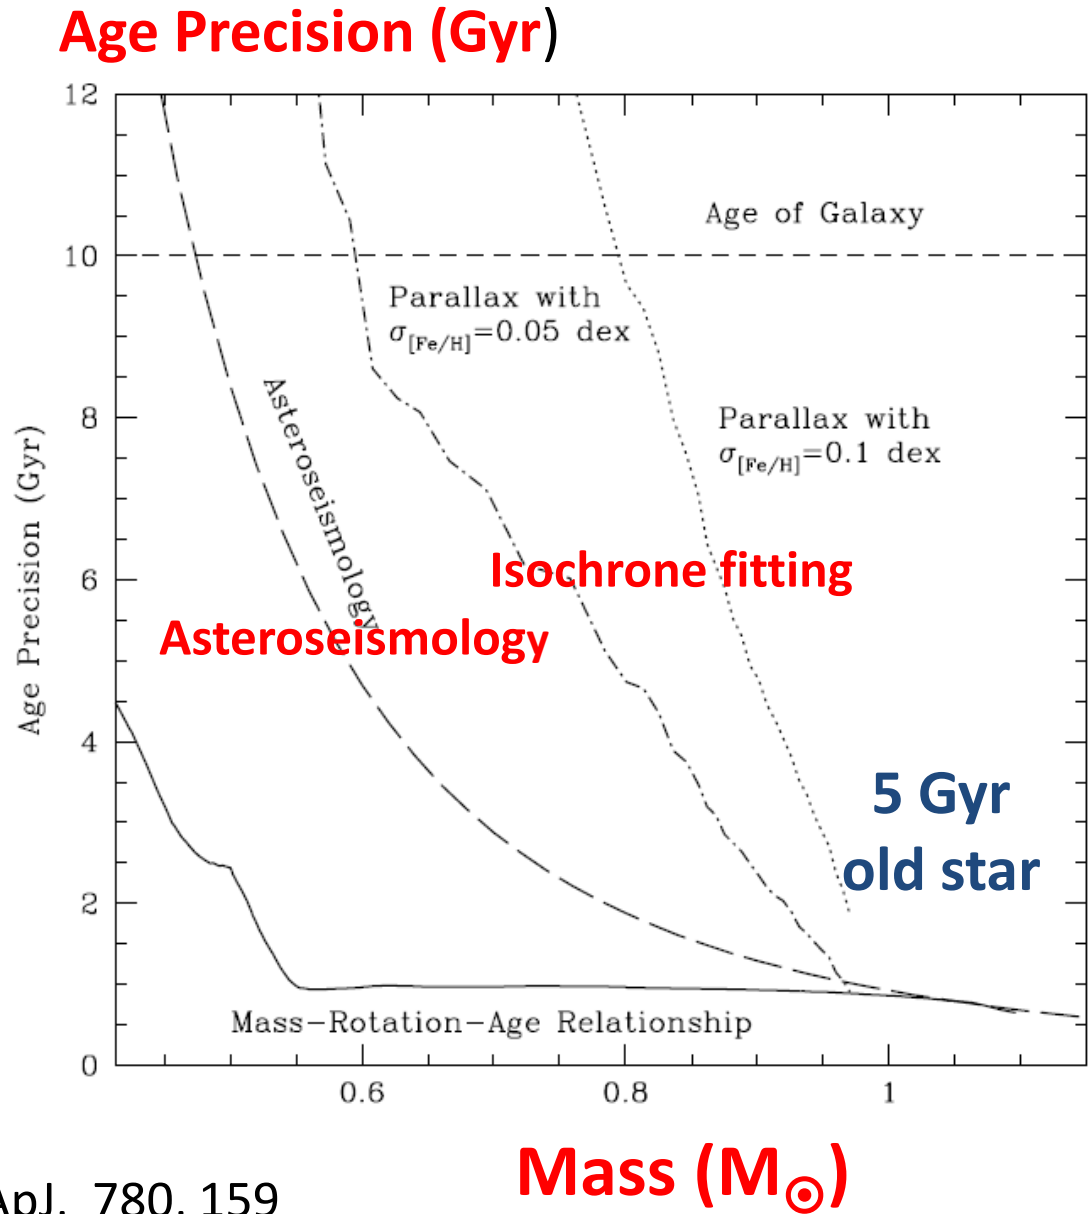 Age Precision (Gyr)
12
10
8
6
4
2
0
Age Precision (Gyr)
Age of Galaxy
Parallax with
σ[Fe/H]=0.05 dex
Parallax with
σ[Fe/H]=0.1 dex
Asteroseismology
Isochrone fitting
Asteroseismology
5 Gyr
old star
Mass-Rotation-Age Relationship
0.6 0.8 1
Mass (M☉)
ApJ, 780, 159